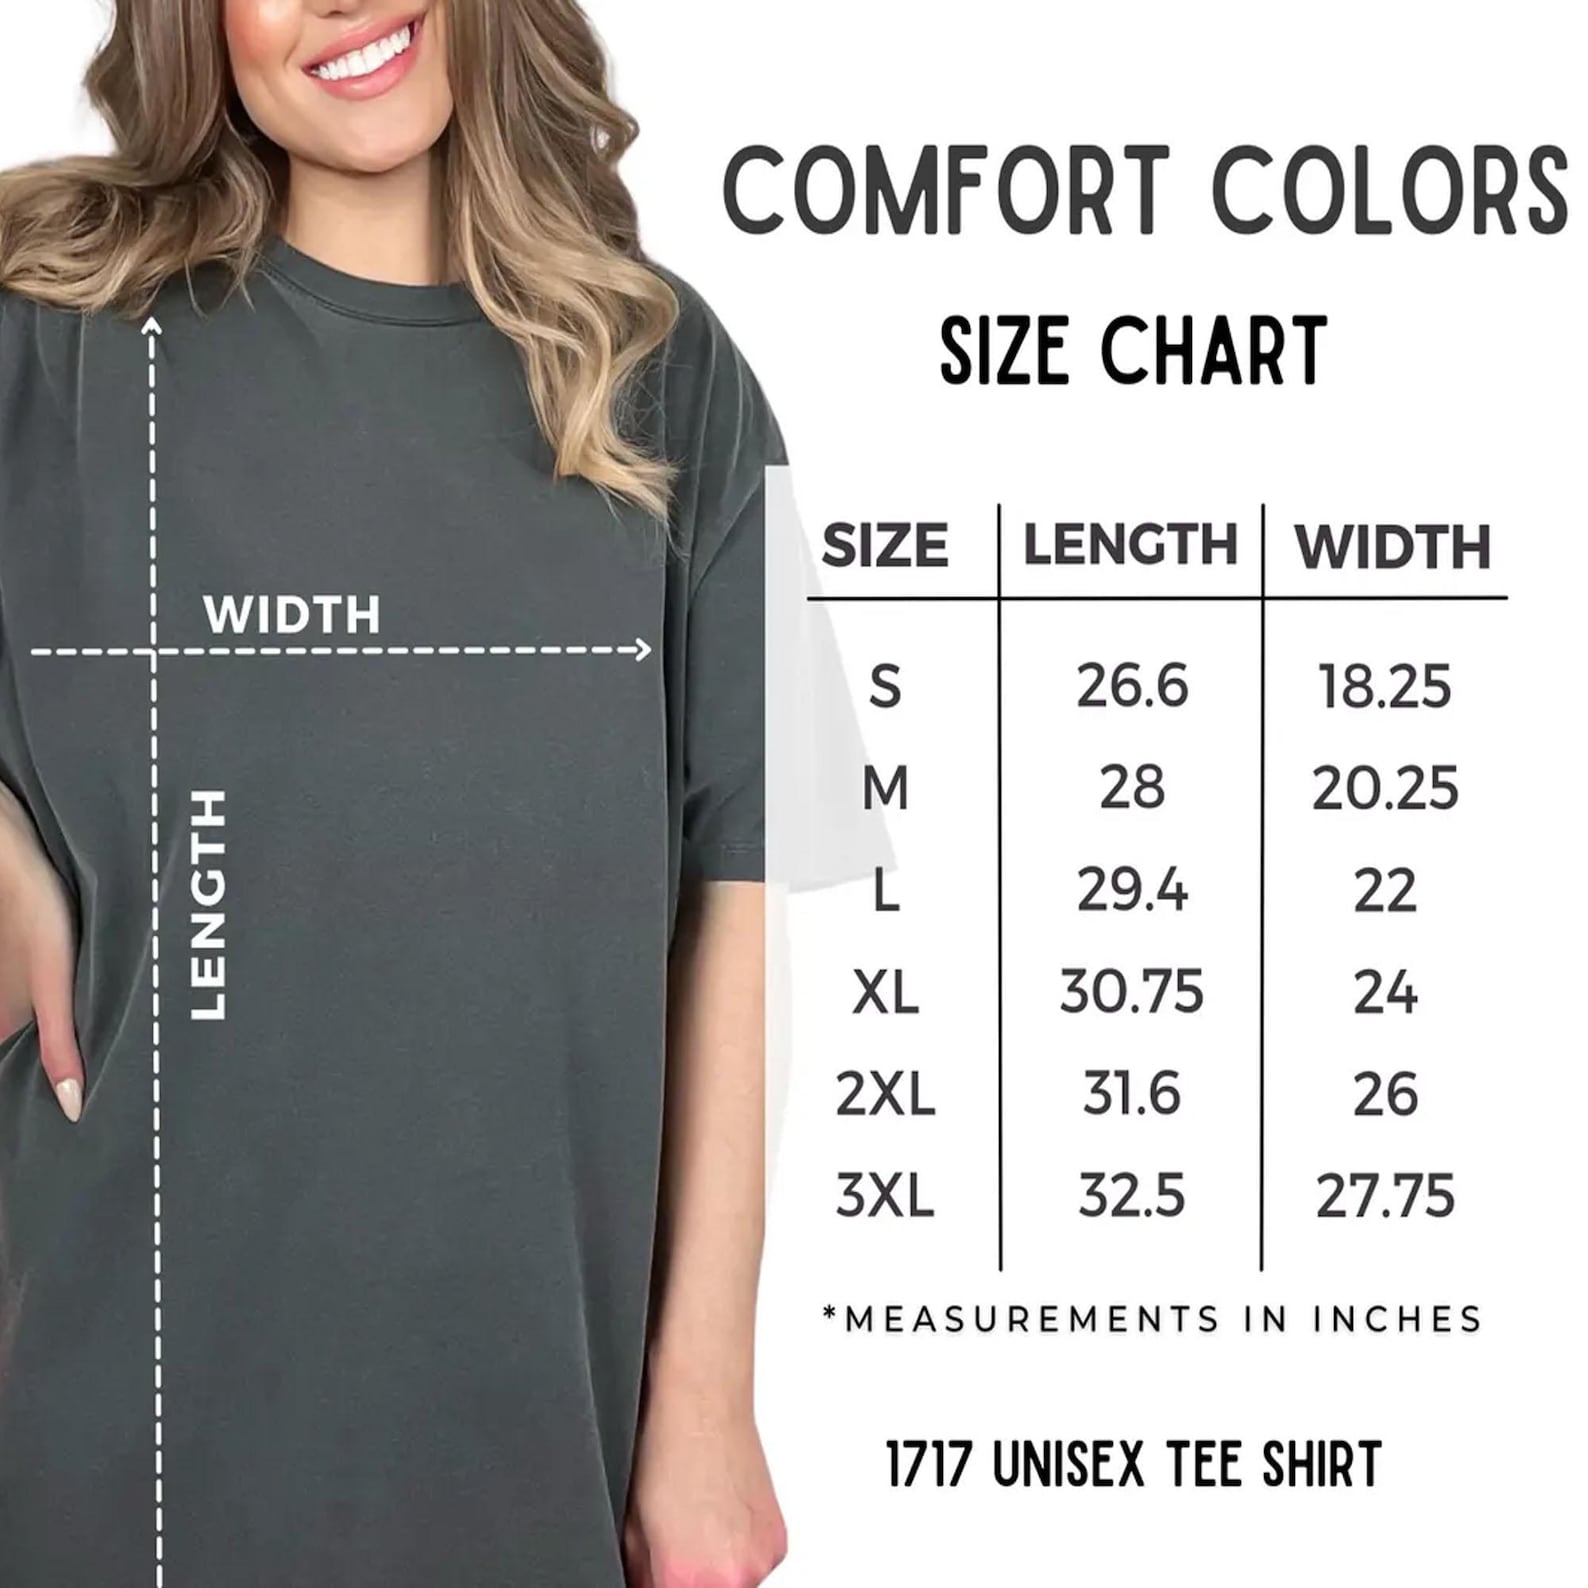 COMFORT COLORS
SIZE CHART
SIZE LENGTH WIDTH
S 26.6 18.25
M 28 20.25
L 29.4 22
XL 30.75 24
2XL 31.6 26
3XL 32.5 27.75
*MEASUREMENTS IN INCHES
1717 UNISEX TEE SHIRT
WIDTH
LENGTH